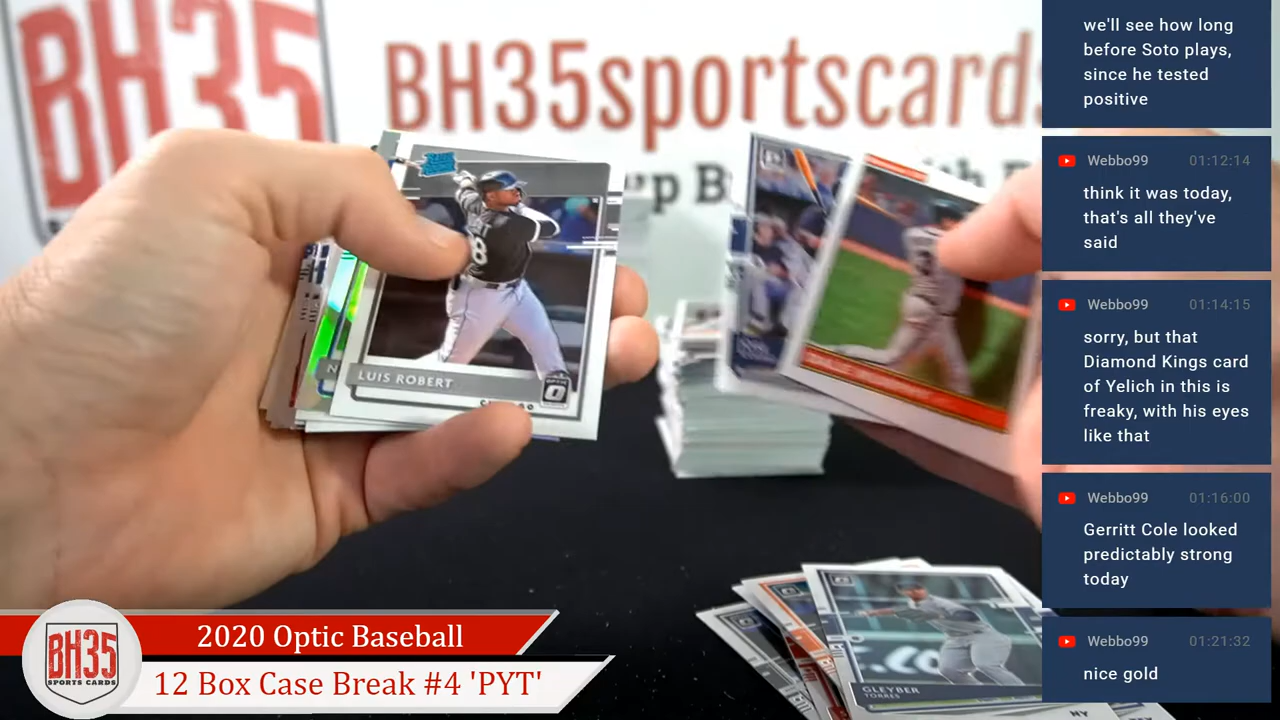 BH35
BH35sportscards
LUIS ROBERT
8
OPTIC
GLEYBER
TORRES
NY
2020 Optic Baseball
12 Box Case Break #4 'PYT'
BH35
SPORTS CARDS
we'll see how long
before Soto plays,
since he tested
positive
Webbo99 01:12:14
think it was today,
that's all they've
said
Webbo99 01:14:15
sorry, but that
Diamond Kings card
of Yelich in this is
freaky, with his eyes
like that
Webbo99 01:16:00
Gerritt Cole looked
predictably strong
today
Webbo99 01:21:32
nice gold